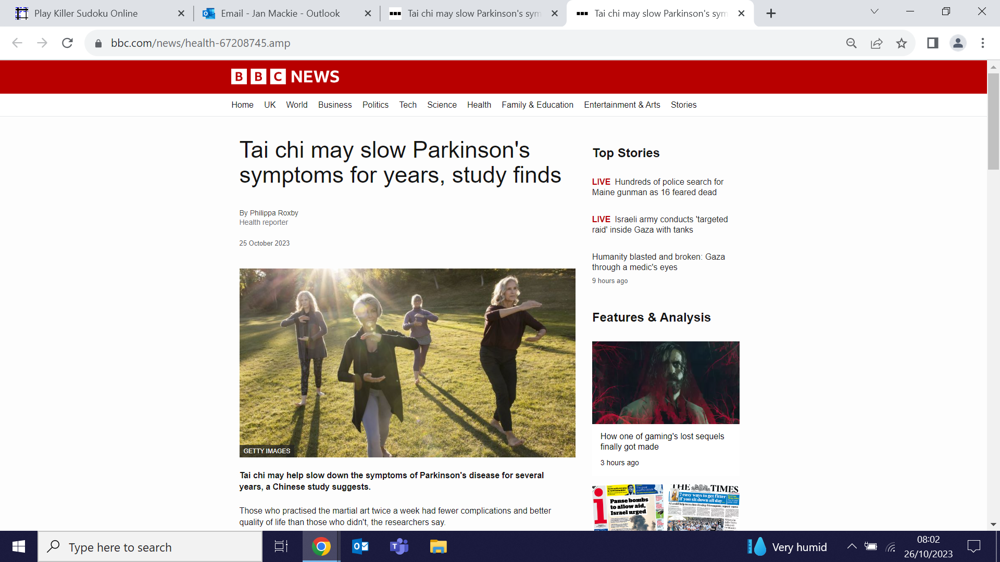 Play Killer Sudoku Online
Email - Jan Mackie - Outlook
Tai chi may slow Parkinson's sym
Tai chi may slow Parkinson's sym
bbc.com/news/health-67208745.amp
BBC NEWS
Home UK World Business Politics Tech Science Health Family & Education Entertainment & Arts Stories
Tai chi may slow Parkinson's
symptoms for years, study finds
By Philippa Roxby
Health reporter
25 October 2023
GETTY IMAGES
Tai chi may help slow down the symptoms of Parkinson's disease for several
years, a Chinese study suggests.
Those who practised the martial art twice a week had fewer complications and better
quality of life than those who didn't, the researchers say.
Top Stories
LIVE Hundreds of police search for
Maine gunman as 16 feared dead
LIVE Israeli army conducts 'targeted
raid' inside Gaza with tanks
Humanity blasted and broken: Gaza
through a medic's eyes
9 hours ago
Features & Analysis
How one of gaming's lost sequels
finally got made
3 hours ago
i
Pause bombs
to allow aid,
Israel urged
THE TIMES
7 easy ways to get fitter
if you sit down all day...
AI could help terrorists develop bioweapons, report warns
Type here to search
Very humid
08:02
26/10/2023